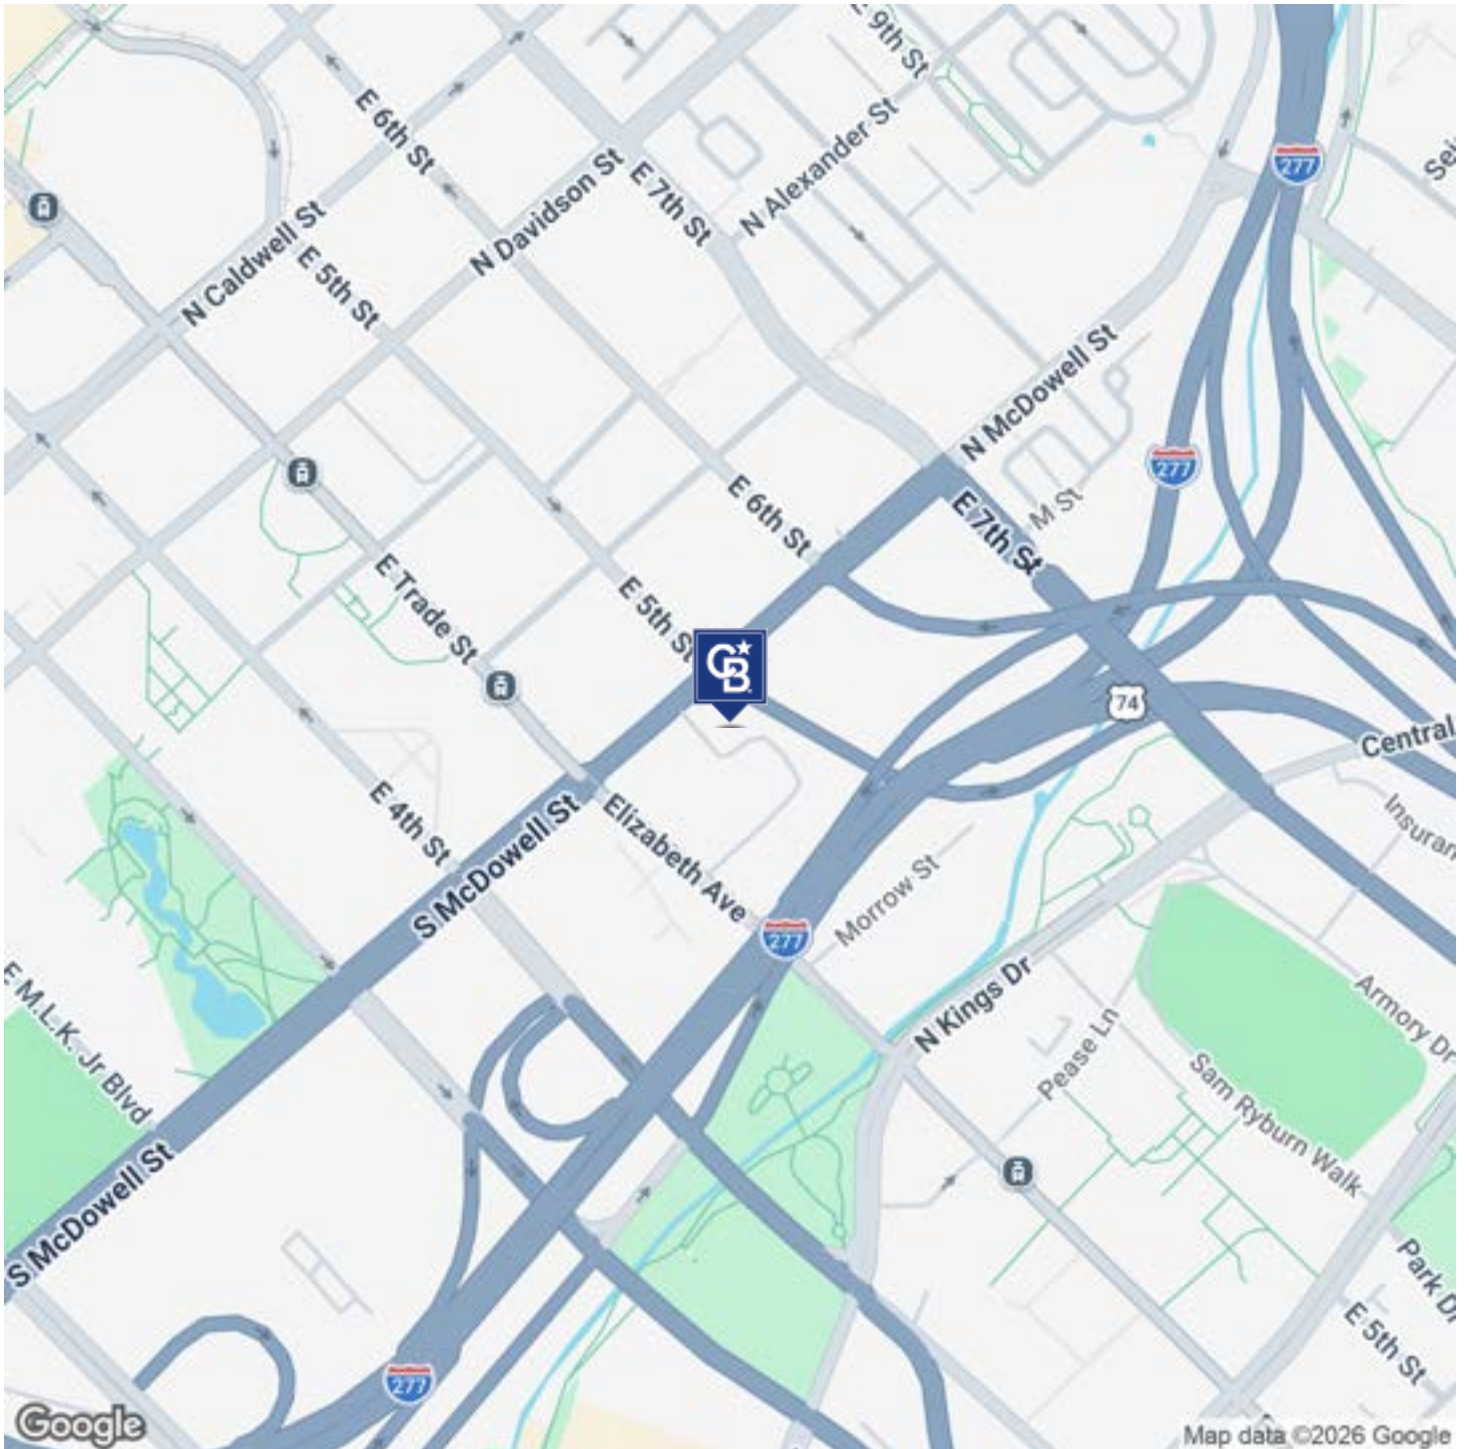 E 9th St
E 6th St
N Alexander St
277
E 7th St
N Davidson St
N Caldwell St
E 5th St
N McDowell St
277
E 6th St
E 7th St
M St
E Trade St
E 5th St
CB
74
Central
E 4th St
S McDowell St
Elizabeth Ave
Insuran
Morrow St
277
E M.L.K. Jr Blvd
N Kings Dr
Armory Dr
Pease Ln
Sam Ryburn Walk
S McDowell St
Park Dr
E 5th St
277
Google
Map data ©2026 Google